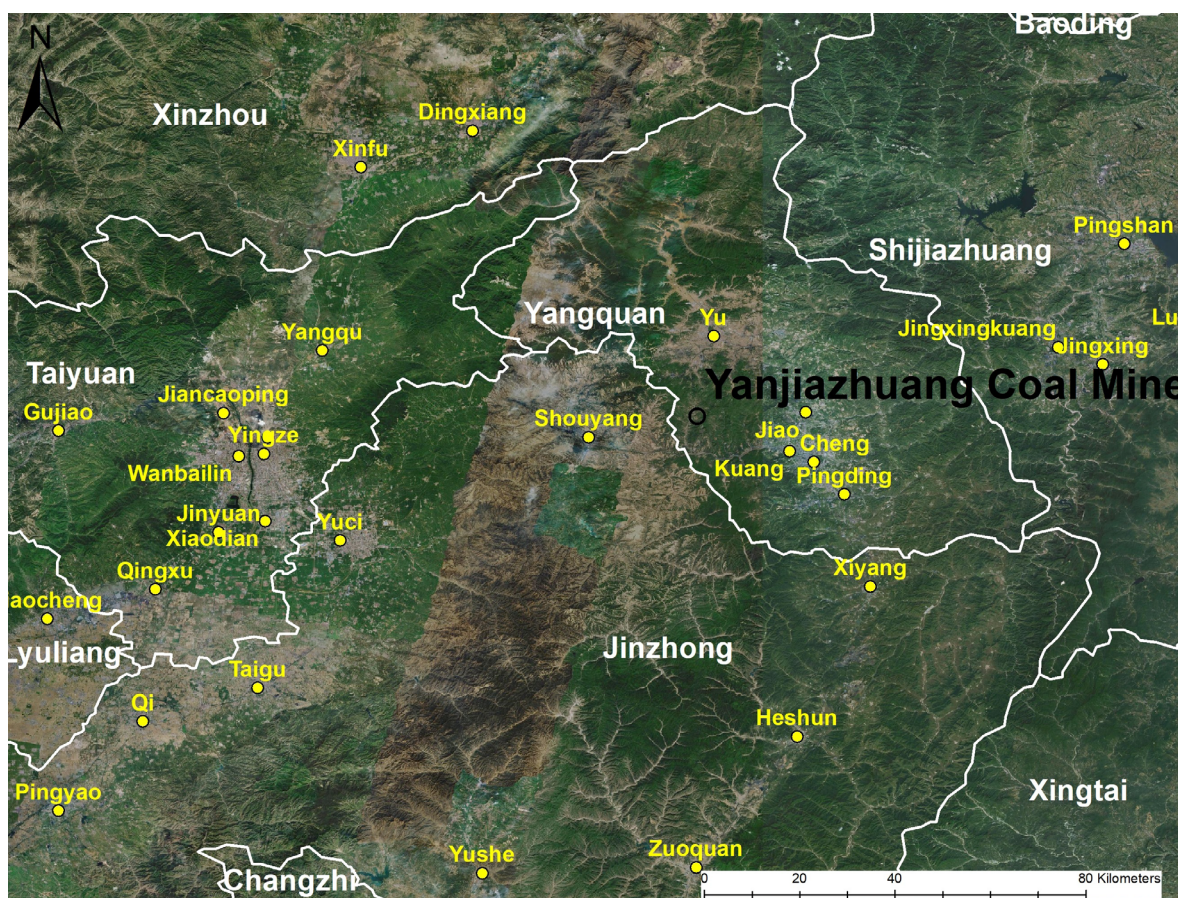 Baoding
N
Dingxiang
Xinzhou
Xinfu
Pingshan
Shijiazhuang
Yangquan
Yu
Lu
Yangqu
Jingxingkuang
Jingxing
Taiyuan
Jiancaoping
Yanjiazhuang Coal Mine
Gujiao
Shouyang
Yingze
Jiao
Cheng
Wanbailin
Kuang
Pingding
Jinyuan
Yuci
Xiaodian
Qingxu
Xiyang
aocheng
Lyuliang
Jinzhong
Taigu
Qi
Heshun
Pingyao
Xingtai
Yushe
Zuoquan
Changzhi
0 20 40 80 Kilometers